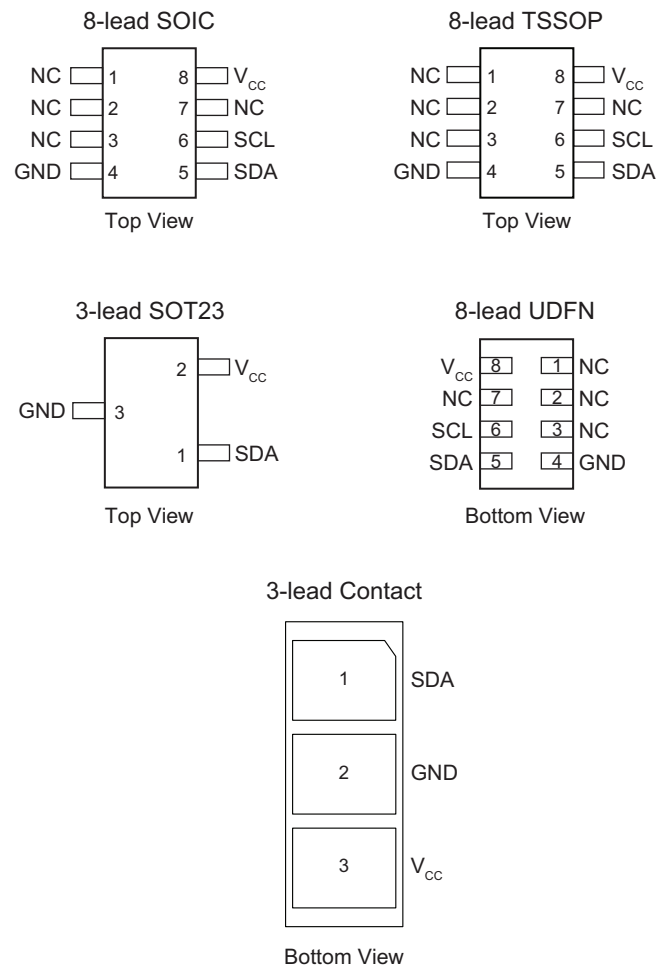 8-lead SOIC
NC 1 8 VCC
NC 2 7 NC
NC 3 6 SCL
GND 4 5 SDA
Top View
8-lead TSSOP
NC 1 8 VCC
NC 2 7 NC
NC 3 6 SCL
GND 4 5 SDA
Top View
3-lead SOT23
2 VCC
GND 3
1 SDA
Top View
8-lead UDFN
VCC 8 1 NC
NC 7 2 NC
SCL 6 3 NC
SDA 5 4 GND
Bottom View
3-lead Contact
1 SDA
2 GND
3 VCC
Bottom View